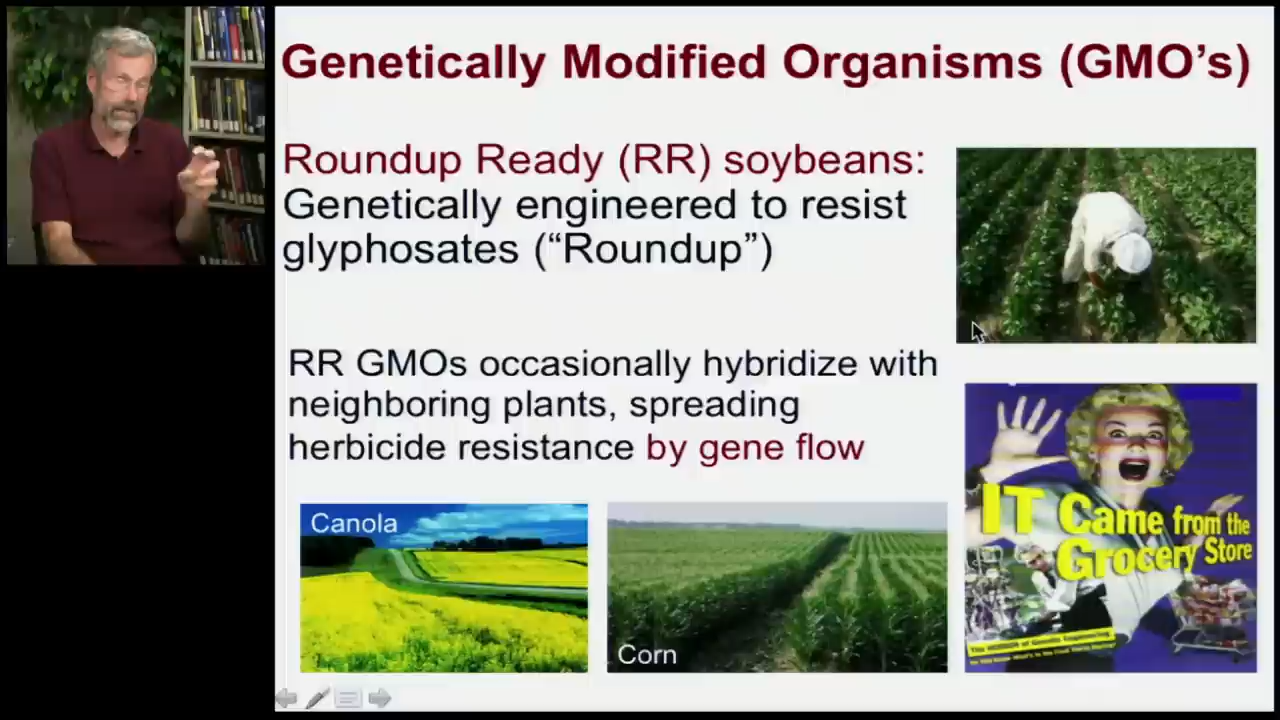 Genetically Modified Organisms (GMO’s)
Roundup Ready (RR) soybeans:
Genetically engineered to resist
glyphosates (“Roundup”)
RR GMOs occasionally hybridize with
neighboring plants, spreading
herbicide resistance by gene flow
Canola
Corn
IT Came from the
Grocery Store